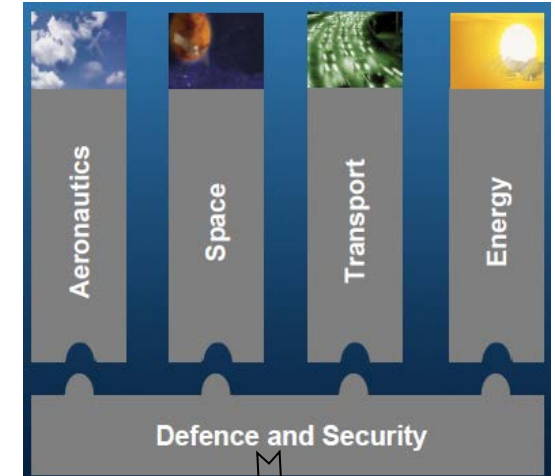 Aeronautics
Space
Transport
Energy
Defence and Security